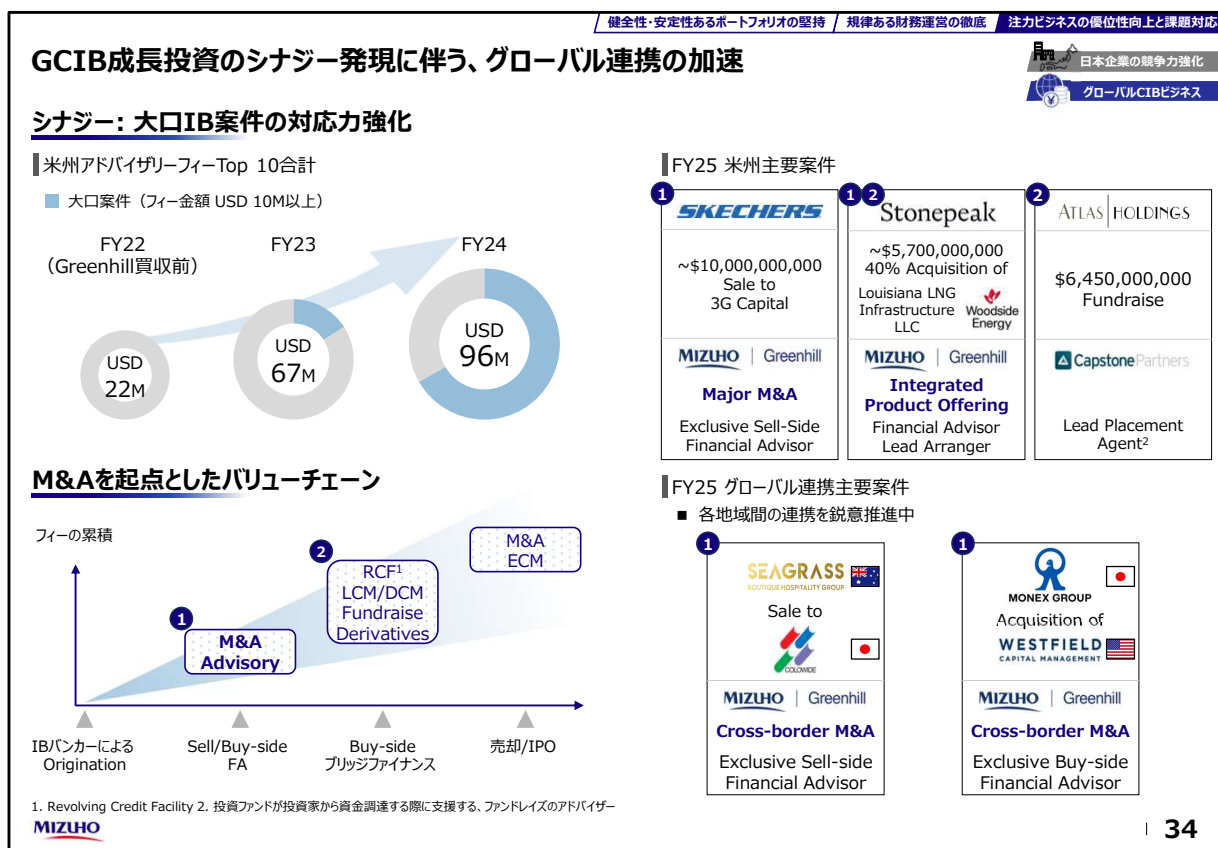 健全性・安定性あるポートフォリオの堅持
規律ある財務運営の徹底
注力ビジネスの優位性向上と課題対応
GCIB成長投資のシナジー発現に伴う、グローバル連携の加速
日本企業の競争力強化
グローバルCIBビジネス
シナジー: 大口IB案件の対応力強化
米州アドバイザリーフィーTop 10合計
大口案件（フィー金額 USD 10M以上）
FY22
（Greenhill買収前）
FY23
FY24
USD
22M
USD
67M
USD
96M
M&Aを起点としたバリューチェーン
フィーの累積
1
M&A
Advisory
2
RCF1
LCM/DCM
Fundraise
Derivatives
M&A
ECM
IBバンカーによる
Origination
Sell/Buy-side
FA
Buy-side
ブリッジファイナンス
売却/IPO
FY25 米州主要案件
1
SKECHERS
~$10,000,000,000
Sale to
3G Capital
MIZUHO | Greenhill
Major M&A
Exclusive Sell-Side
Financial Advisor
1 2
Stonepeak
~$5,700,000,000
40% Acquisition of
Louisiana LNG
Infrastructure
LLC
Woodside
Energy
MIZUHO | Greenhill
Integrated
Product Offering
Financial Advisor
Lead Arranger
2
ATLAS | HOLDINGS
$6,450,000,000
Fundraise
Capstone Partners
Lead Placement
Agent2
FY25 グローバル連携主要案件
■ 各地域間の連携を鋭意推進中
1
SEAGRASS
BOUTIQUE HOSPITALITY GROUP
Sale to
COLOWIDE
MIZUHO | Greenhill
Cross-border M&A
Exclusive Sell-side
Financial Advisor
1
MONEX GROUP
Acquisition of
WESTFIELD
CAPITAL MANAGEMENT
MIZUHO | Greenhill
Cross-border M&A
Exclusive Buy-side
Financial Advisor
1. Revolving Credit Facility 2. 投資ファンドが投資家から資金調達する際に支援する、ファンドレイズのアドバイザー
MIZUHO
34